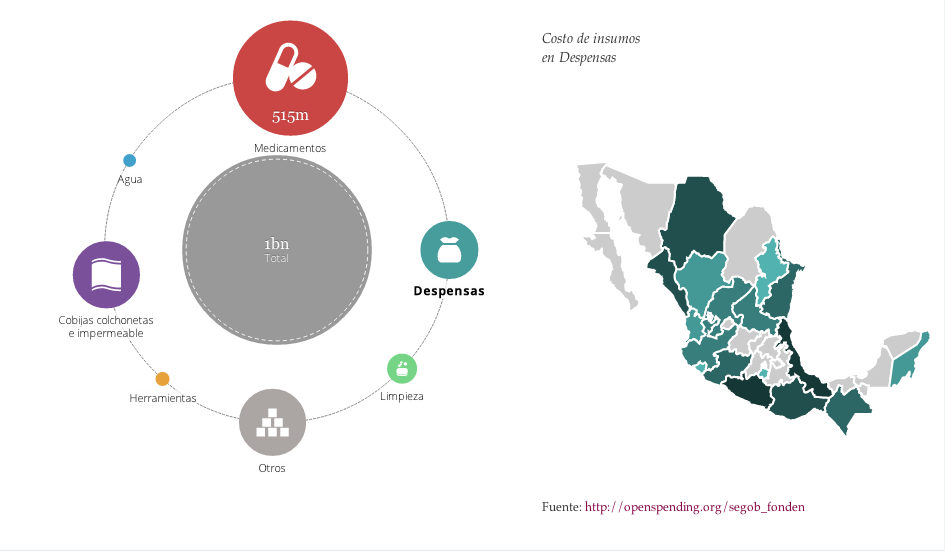 Costo de insumos
en Despensas
515m
Medicamentos
Agua
1bn
Total
Despensas
Cobijas colchonetas
e impermeable
Herramientas
Limpieza
Otros
Fuente: http://openspending.org/segob_fonden